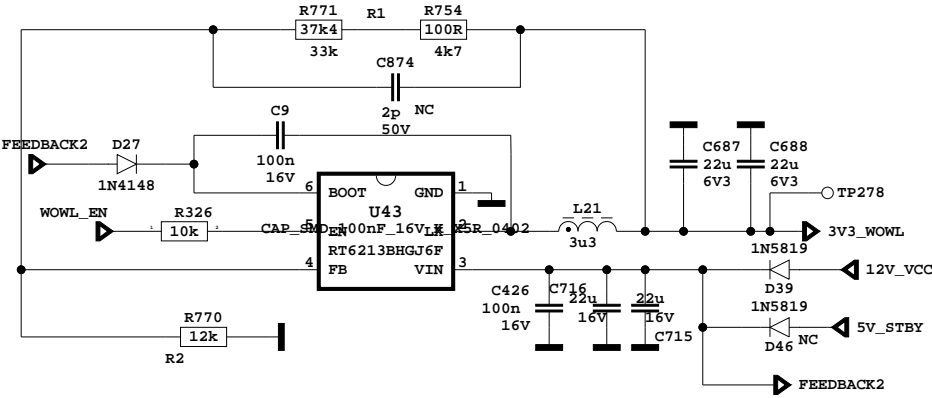 R771 R1 R754
37k4 100R
33k 4k7
C874
2p NC
50V
C9
100n
16V
FEEDBACK2 D27
1N4148
C687 C688
22u 22u
6V3 6V3
TP278
6 BOOT GND 1
U43
WOWL_EN R326
1 10k 2
5 EN LX 2
CAP_SMD_100nF_16V_K_X5R_0402
RT6213BHGJ6F
4 FB VIN 3
L21
3u3
3V3_WOWL
1N5819
12V_VCC
D39
C426 C716
100n 22u 22u
16V 16V 16V
C715
1N5819
5V_STBY
D46 NC
R770
12k
R2
FEEDBACK2